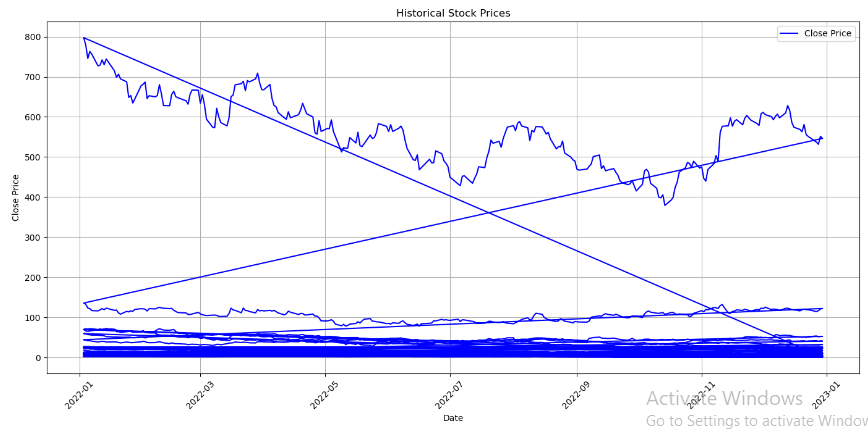 Historical Stock Prices
Close Price
800
700
600
500
400
300
200
100
0
Close Price
2022-01
2022-03
2022-05
2022-07
2022-09
2022-11
2023-01
Date
Activate Windows
Go to Settings to activate Window